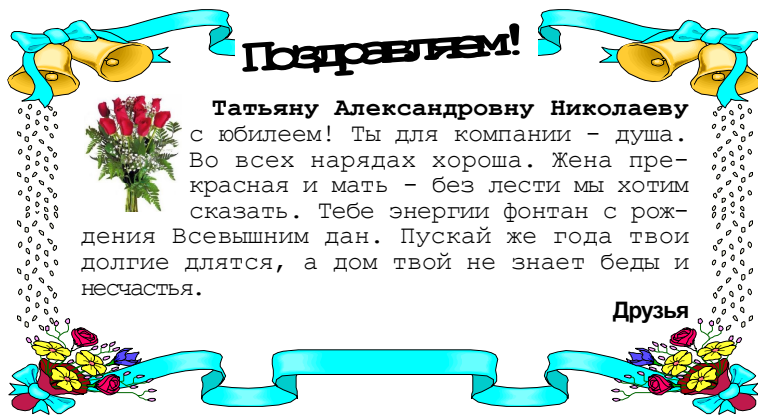 Поздравляем!
Татьяну Александровну Николаеву
с юбилеем! Ты для компании - душа.
Во всех нарядах хороша. Жена пре-
красная и мать - без лести мы хотим
сказать. Тебе энергии фонтан с рож-
дения Всевышним дан. Пускай же года твои
долгие длятся, а дом твой не знает беды и
несчастья.
Друзья